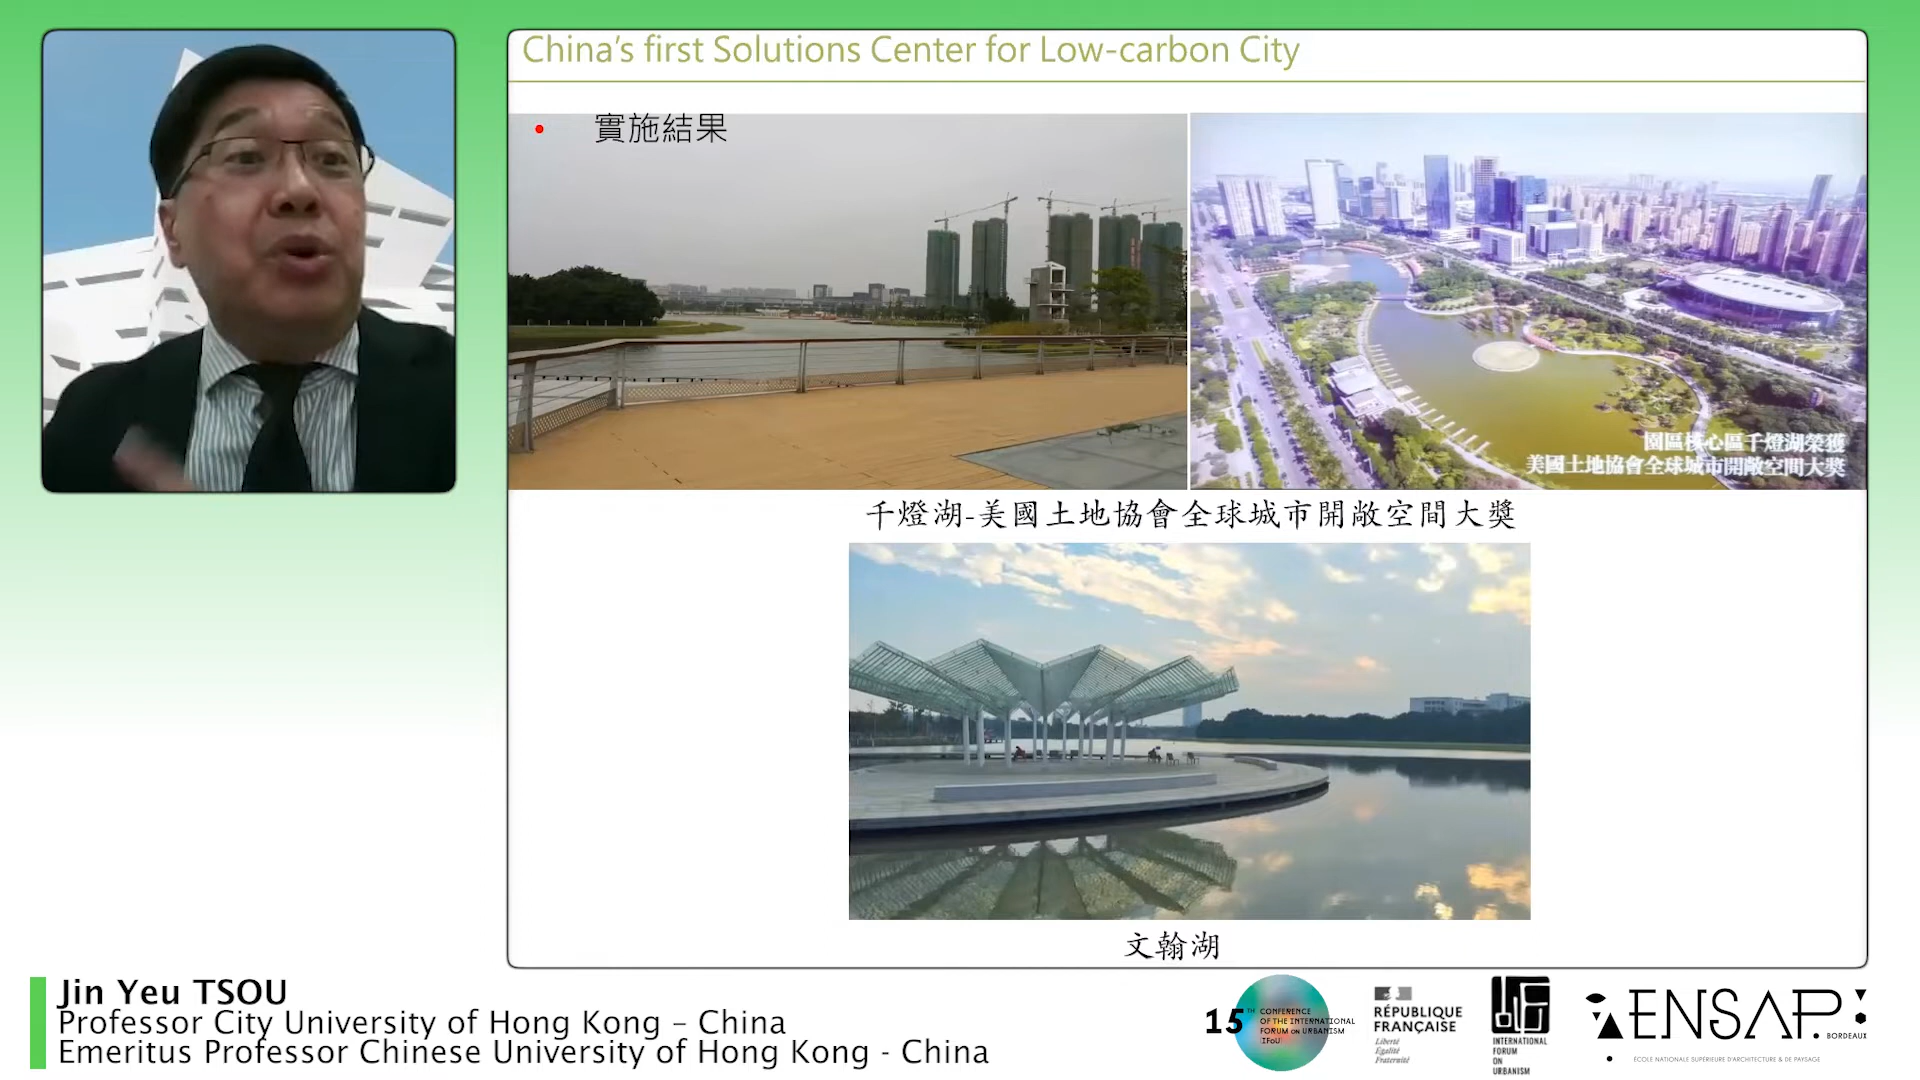 China's first Solutions Center for Low-carbon City
• 實施結果
園區核心區千燈湖榮獲
美國土地協會全球城市開敞空間大獎
千燈湖-美國土地協會全球城市開敞空間大獎
文翰湖
Jin Yeu TSOU
Professor City University of Hong Kong – China
Emeritus Professor Chinese University of Hong Kong - China
15TH CONFERENCE
OF THE INTERNATIONAL
FORUM ON URBANISM
IFoU
RÉPUBLIQUE
FRANÇAISE
Liberté
Égalité
Fraternité
INTERNATIONAL
FORUM
ON
URBANISM
ENSAP
BORDEAUX
ÉCOLE NATIONALE SUPÉRIEURE D'ARCHITECTURE & DE PAYSAGE